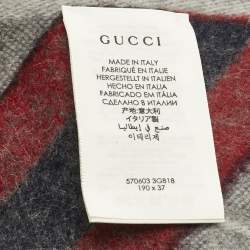 GUCCI
MADE IN ITALY
FABRIQUÉ EN ITALIE
HERGESTELLT IN ITALIEN
HECHO EN ITALIA
FABRICADO EM ITÁLIA
СДЕЛАНО В ИТАЛИИ
产地:意大利
イタリア製
صنع في إيطاليا
이타리제
570603 3G818
190 x 37